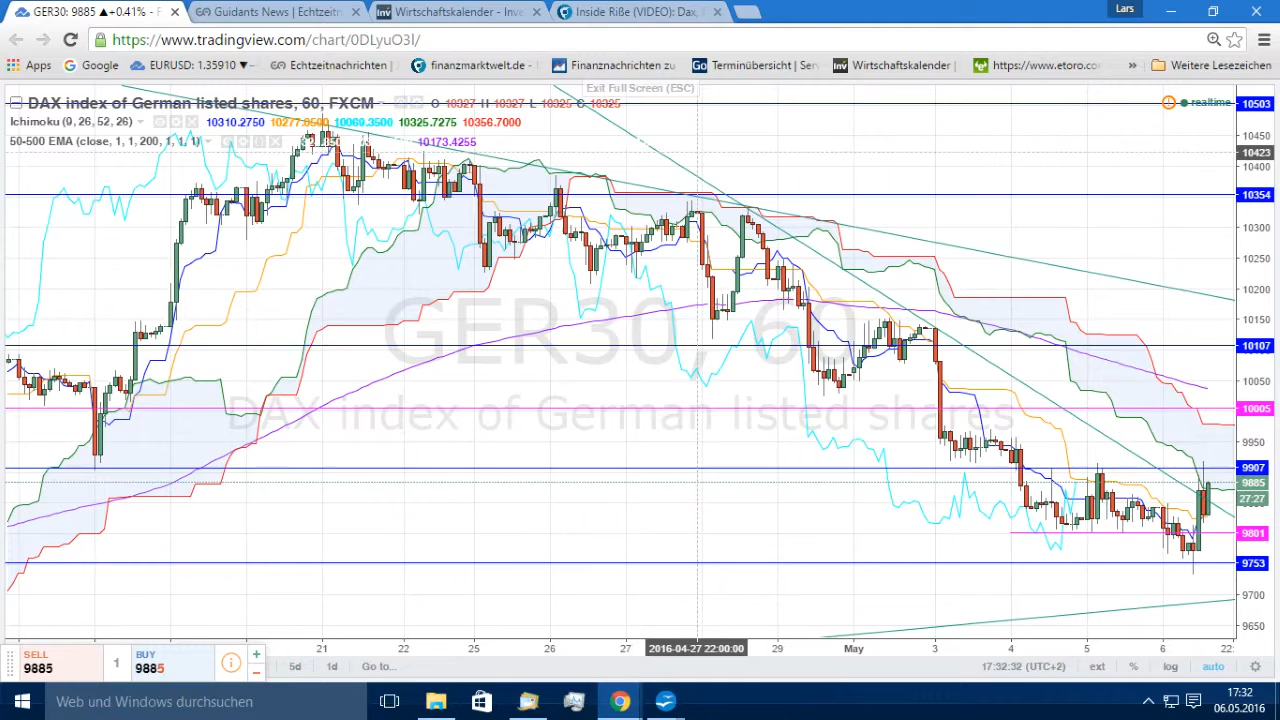 GER30: 9885 ▲+0.41% - F
Guidants News | Echtzeitn
Wirtschaftskalender - Inve
Inside Riße (VIDEO): Dax, I
Lars
https://www.tradingview.com/chart/0DLyuO3l/
Apps
Google
EURUSD: 1.35910 ▼ -
Echtzeitnachrichten
finanzmarktwelt.de -
Finanznachrichten zu
Terminübersicht | Ser
Wirtschaftskalender
https://www.etoro.com
»
Weitere Lesezeichen
Exit Full Screen (ESC)
DAX index of German listed shares, 60, FXCM
O 10327 H 10327 L 10325 C 10325
realtime
Ichimoku (9, 26, 52, 26)
10310.2750 10277.0500 10069.3500 10325.7275 10356.7000
50-500 EMA (close, 1, 1, 200, 1, 1, 1)
10173.4255
GER30, 60
DAX index of German listed shares
10503
10450
10423
10400
10354
10300
10250
10200
10150
10107
10050
10005
9950
9907
9885
27:27
9801
9753
9700
9650
21
22
25
26
27
2016-04-27 22:00:00
29
May
3
4
5
6
22:
SELL
9885
1
BUY
9885
5d
1d
Go to...
17:32:32 (UTC+2)
ext
%
log
auto
Web und Windows durchsuchen
17:32
06.05.2016